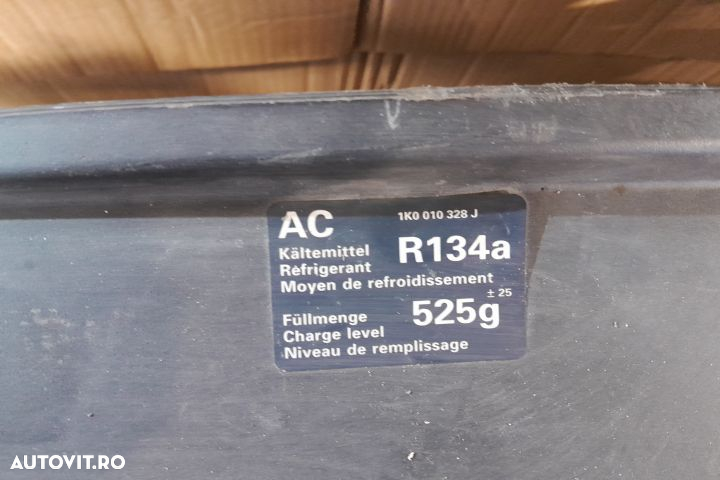 AC
1K0 010 328 J
Kältemittel
Refrigerant
R134a
Moyen de refroidissement
± 25
Füllmenge
525g
Charge level
Niveau de remplissage
AUTOVIT.RO